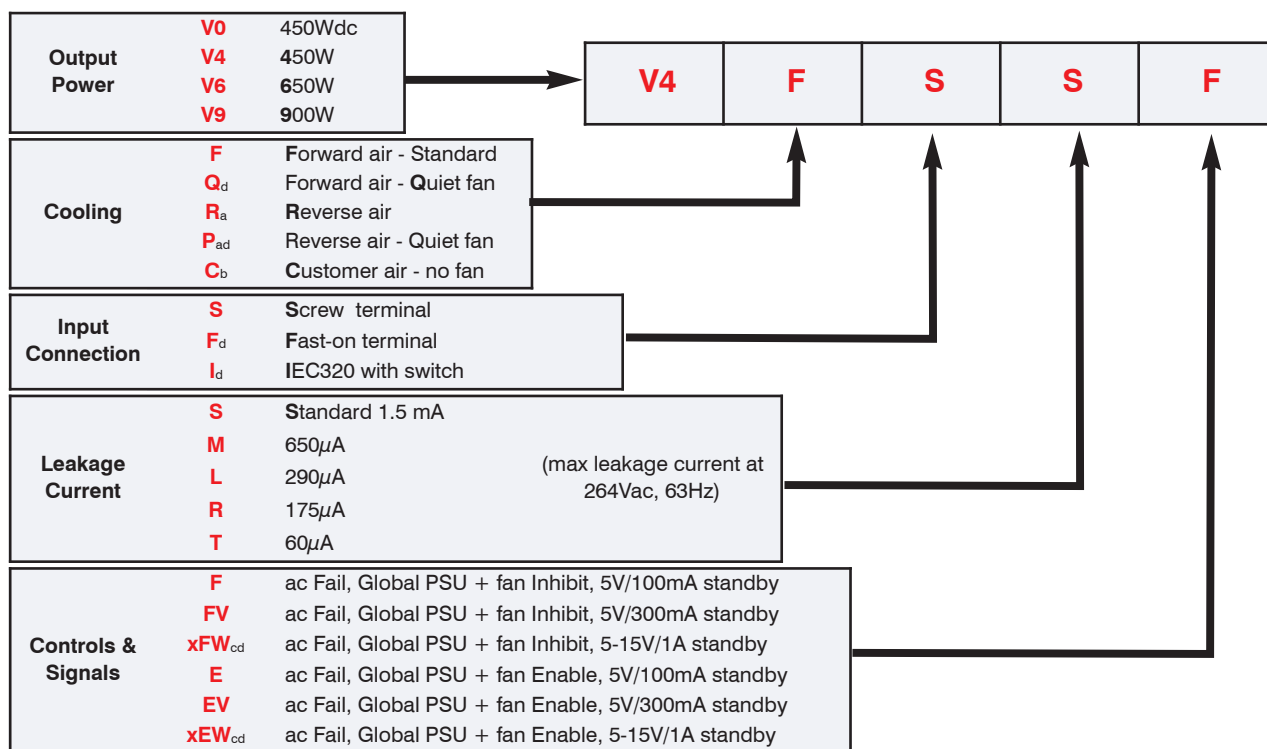 Output Power
V0 450Wdc
V4 450W
V6 650W
V9 900W
V4 F S S F
Cooling
F Forward air - Standard
Qd Forward air - Quiet fan
Ra Reverse air
Pad Reverse air - Quiet fan
Cb Customer air - no fan
Input Connection
S Screw terminal
Fd Fast-on terminal
Id IEC320 with switch
Leakage Current
S Standard 1.5 mA
M 650µA
L 290µA
R 175µA
T 60µA
(max leakage current at
264Vac, 63Hz)
Controls & Signals
F ac Fail, Global PSU + fan Inhibit, 5V/100mA standby
FV ac Fail, Global PSU + fan Inhibit, 5V/300mA standby
xFWcd ac Fail, Global PSU + fan Inhibit, 5-15V/1A standby
E ac Fail, Global PSU + fan Enable, 5V/100mA standby
EV ac Fail, Global PSU + fan Enable, 5V/300mA standby
xEWcd ac Fail, Global PSU + fan Enable, 5-15V/1A standby